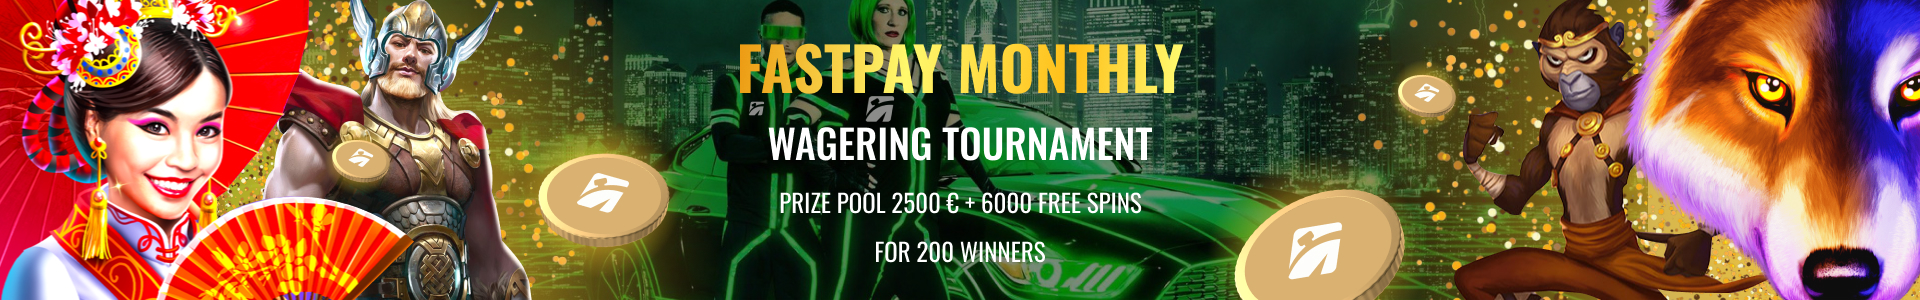 FASTPAY MONTHLY
WAGERING TOURNAMENT
PRIZE POOL 2500 € + 6000 FREE SPINS
FOR 200 WINNERS